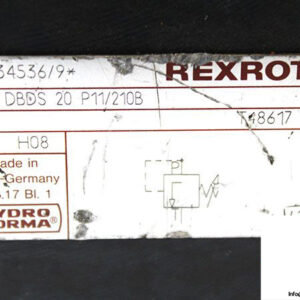 34536/9*
REXROT
DBDS 20 P11/210B
T48617
H08
ade in
Germany
.17 Bl. 1
YDRO
ORMA®
P